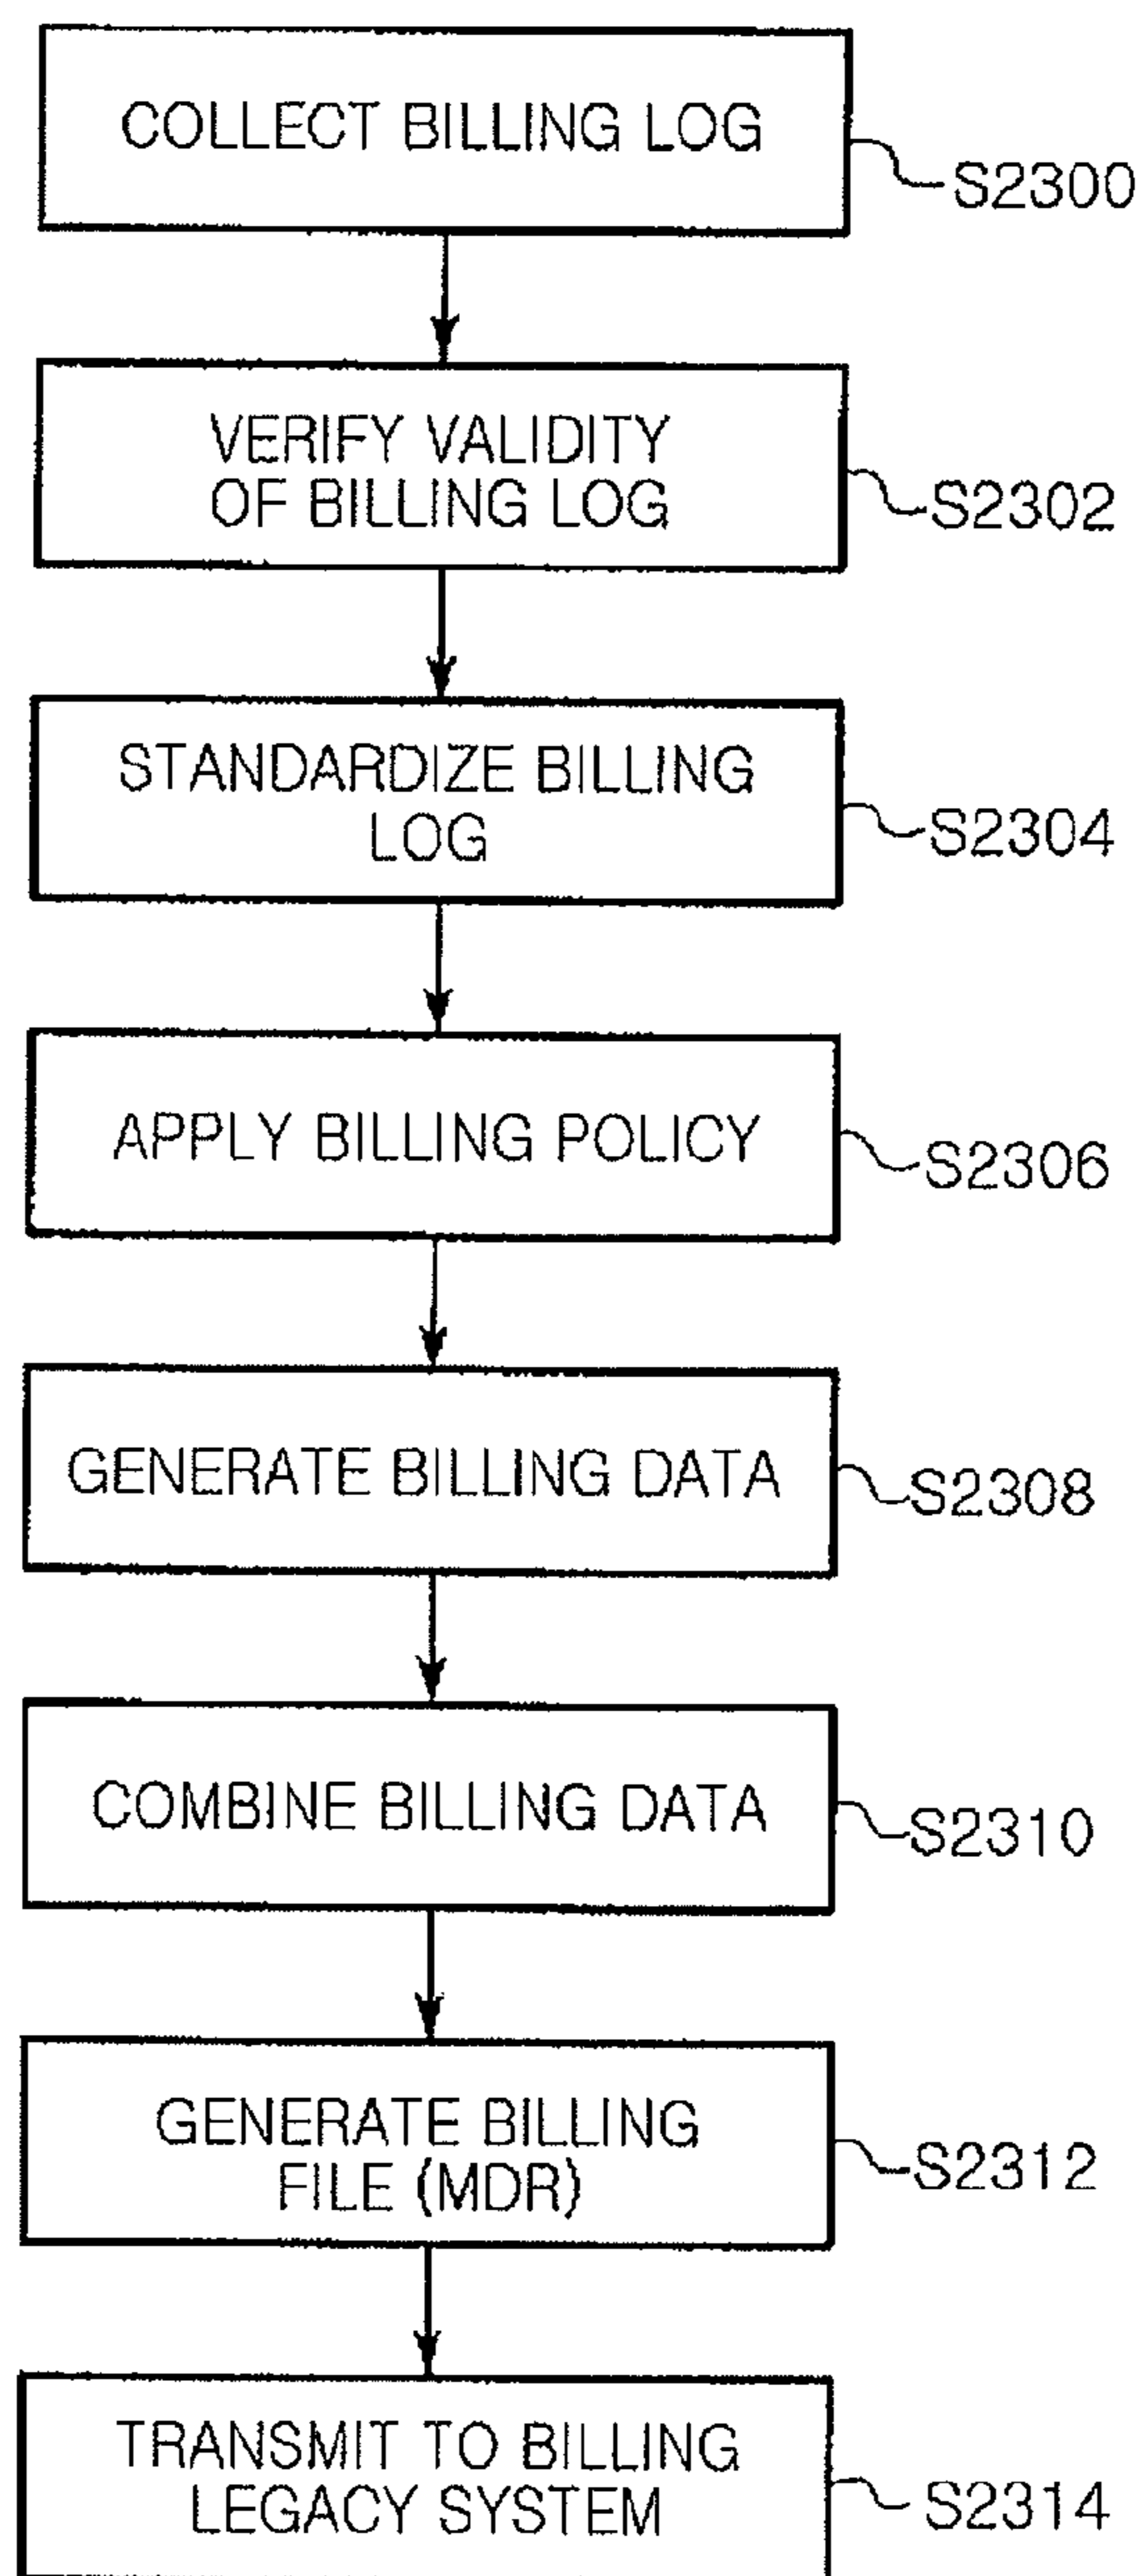 COLLECT BILLING LOG
S2300
VERIFY VALIDITY
OF BILLING LOG
S2302
STANDARDIZE BILLING
LOG
S2304
APPLY BILLING POLICY
S2306
GENERATE BILLING DATA
S2308
COMBINE BILLING DATA
S2310
GENERATE BILLING
FILE (MDR)
S2312
TRANSMIT TO BILLING
LEGACY SYSTEM
S2314